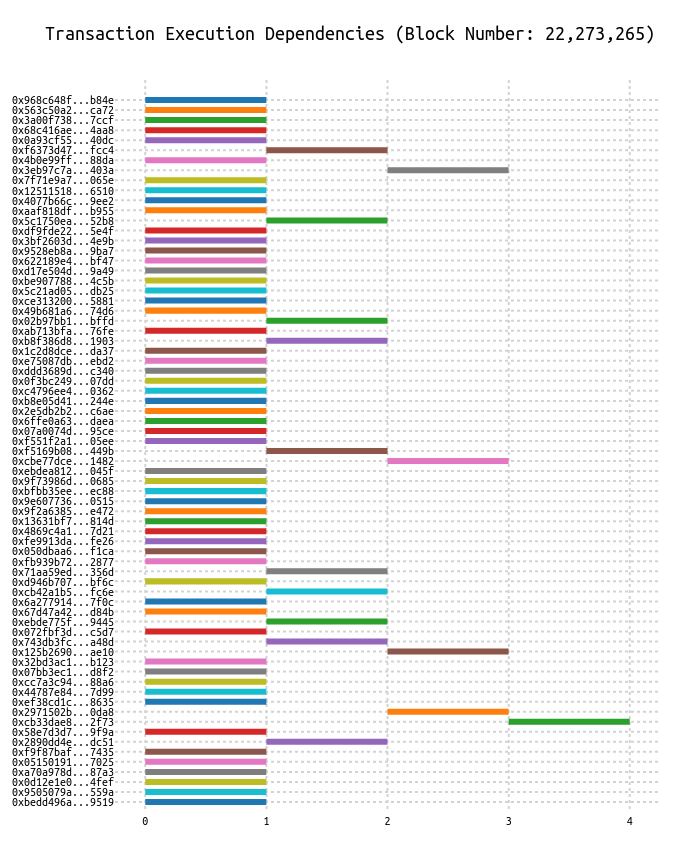 Transaction Execution Dependencies (Block Number: 22,273,265)
0x968c648f...b84e
0x563c50a2...ca72
0x3a00f738...7ccf
0x68c416ae...4aa8
0x0a93cf55...40dc
0xf6373d47...fcc4
0x4b0e99ff...88da
0x3eb97c7a...403a
0x7f71e9a7...065e
0x12511518...6510
0x4077b66c...9ee2
0xaaf818df...b955
0x5c1750ea...52b8
0xdf9fde22...5e4f
0x3bf2603d...4e9b
0x9528eb8a...9ba7
0x622189e4...bf47
0xd17e504d...9a49
0xbe907788...4c5b
0x5c21ad05...db25
0xce313200...5881
0x49b681a6...74d6
0x02b97bb1...bffd
0xab713bfa...76fe
0xb8f386d8...1903
0x1c2d8dce...da37
0xe75087db...ebd2
0xddd3689d...c340
0x0f3bc249...07dd
0xc4796ee4...0362
0xb8e05d41...244e
0x2e5db2b2...c6ae
0x6ffe0a63...daea
0x07a0074d...95ce
0xf551f2a1...05ee
0xf5169b08...449b
0xcbe77dce...1482
0xebdea812...045f
0x9f73986d...0685
0xbfbb35ee...ec88
0x9e607736...0515
0x9f2a6385...e472
0x13631bf7...814d
0x4869c4a1...7d21
0xfe9913da...fe26
0x050dbaa6...f1ca
0xfb939b72...2877
0x71aa59ed...356d
0xd946b707...bf6c
0xcb42a1b5...fc6e
0x6a277914...7f0c
0x67d47a42...d84b
0xebde775f...9445
0x072fbf3d...c5d7
0x743db3fc...a48d
0x125b2690...ae10
0x32bd3ac1...b123
0x07bb3ec1...d8f2
0xcc7a3c94...88a6
0x44787e84...7d99
0xef38cd1c...8635
0x2971502b...0da8
0xcb33dae8...2f73
0x58e7d3d7...9f9a
0x2890dd4e...dc51
0xf9f87baf...7435
0x05150191...7025
0xa70a978d...87a3
0x0d12e1e0...4fef
0x9505079a...559a
0xbedd496a...9519
0 1 2 3 4